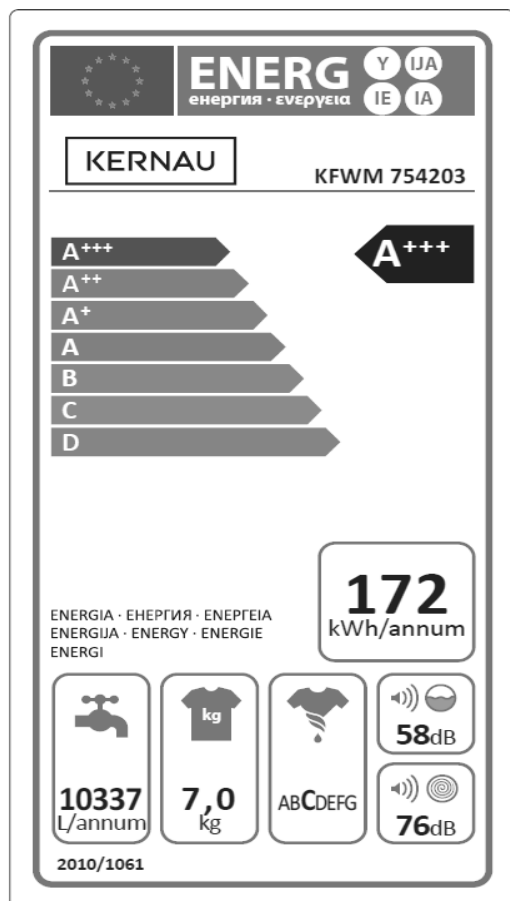 ENERG
енергия · ενεργεια
Y
IJA
IE
IA
KERNAU
KFWM 754203
A+++
A+++
A++
A+
A
B
C
D
172
kWh/annum
ENERGIA · ЕНЕРГИЯ · ΕΝΕΡΓΕΙΑ
ENERGIJA · ENERGY · ENERGIE
ENERGI
10337
L/annum
kg
7,0
kg
ABCDEFG
58dB
76dB
2010/1061